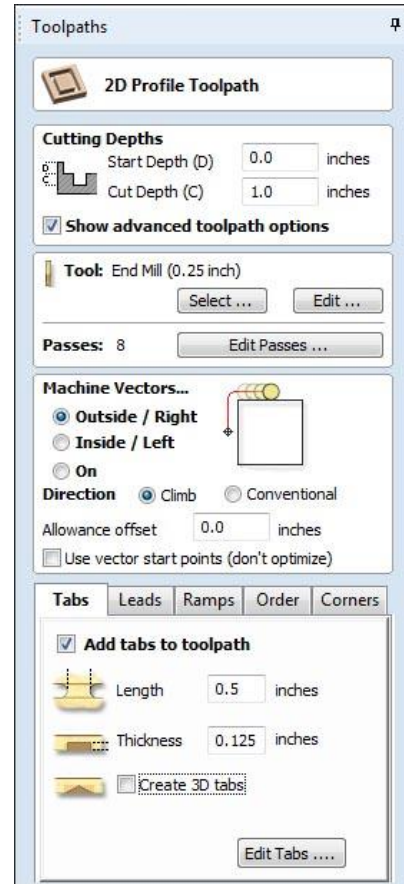 Toolpaths
2D Profile Toolpath
Cutting Depths
D
C
Start Depth (D) 0.0 inches
Cut Depth (C) 1.0 inches
Show advanced toolpath options
Tool: End Mill (0.25 inch)
Select ... Edit ...
Passes: 8 Edit Passes ...
Machine Vectors...
Outside / Right
Inside / Left
On
Direction Climb Conventional
Allowance offset 0.0 inches
Use vector start points (don't optimize)
Tabs Leads Ramps Order Corners
Add tabs to toolpath
Length 0.5 inches
Thickness 0.125 inches
Create 3D tabs
Edit Tabs ....